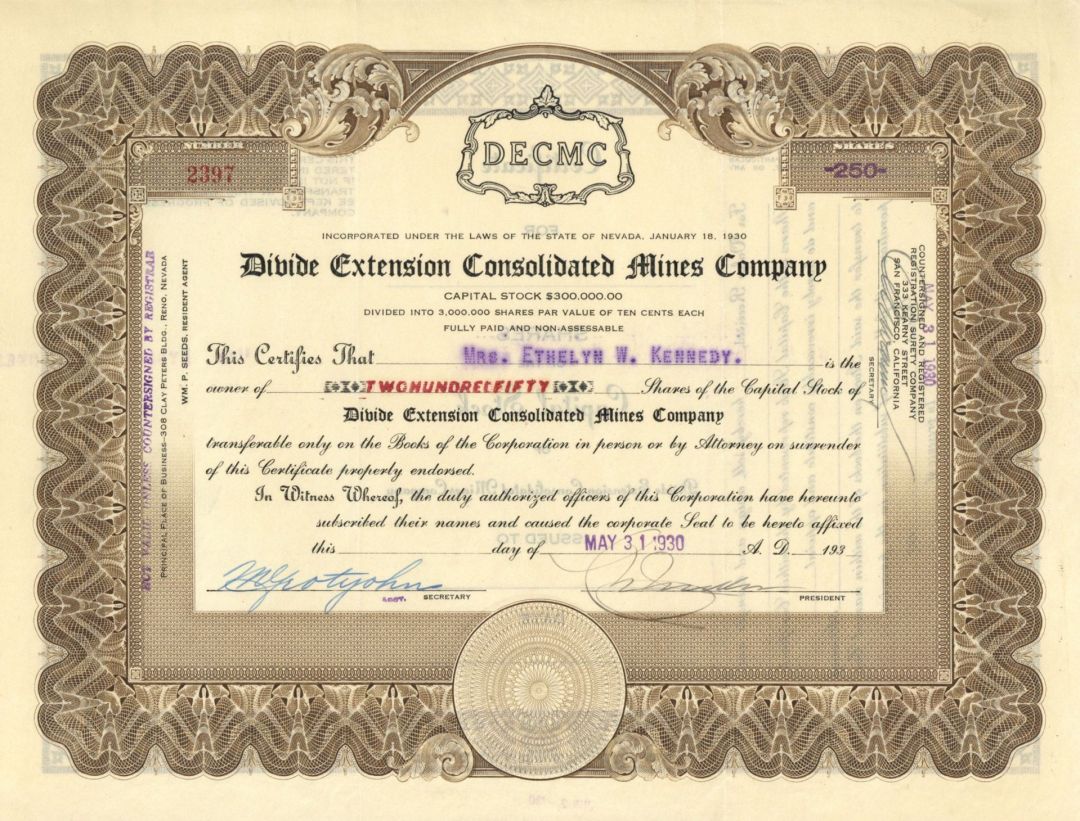 NUMBER
2397
DECMC
SHARES
-250-
INCORPORATED UNDER THE LAWS OF THE STATE OF NEVADA, JANUARY 18, 1930
Divide Extension Consolidated Mines Company
CAPITAL STOCK $300,000.00
DIVIDED INTO 3,000,000 SHARES PAR VALUE OF TEN CENTS EACH
FULLY PAID AND NON-ASSESSABLE
This Certifies That Mrs. Ethelyn W. Kennedy. is the
owner of TWO HUNDRED FIFTY Shares of the Capital Stock of
Divide Extension Consolidated Mines Company
transferable only on the Books of the Corporation in person or by Attorney on surrender
of this Certificate properly endorsed.
In Witness Whereof, the duly authorized officers of this Corporation have hereunto
subscribed their names and caused the corporate Seal to be hereto affixed
this day of MAY 31 1930 A. D. 193
ASST. SECRETARY
PRESIDENT
NOT VALID UNLESS COUNTERSIGNED BY REGISTRAR
PRINCIPAL PLACE OF BUSINESS—308 CLAY PETERS BLDG., RENO, NEVADA
WM. P. SEEDS, RESIDENT AGENT
MAY 31 1930
COUNTERSIGNED AND REGISTERED
REGISTRATION SURETY COMPANY
333 KEARNY STREET
SAN FRANCISCO, CALIFORNIA
SECRETARY